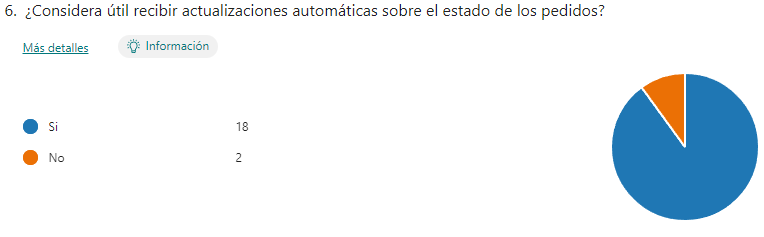 6. ¿Considera útil recibir actualizaciones automáticas sobre el estado de los pedidos?
Más detalles Información
Si 18
No 2